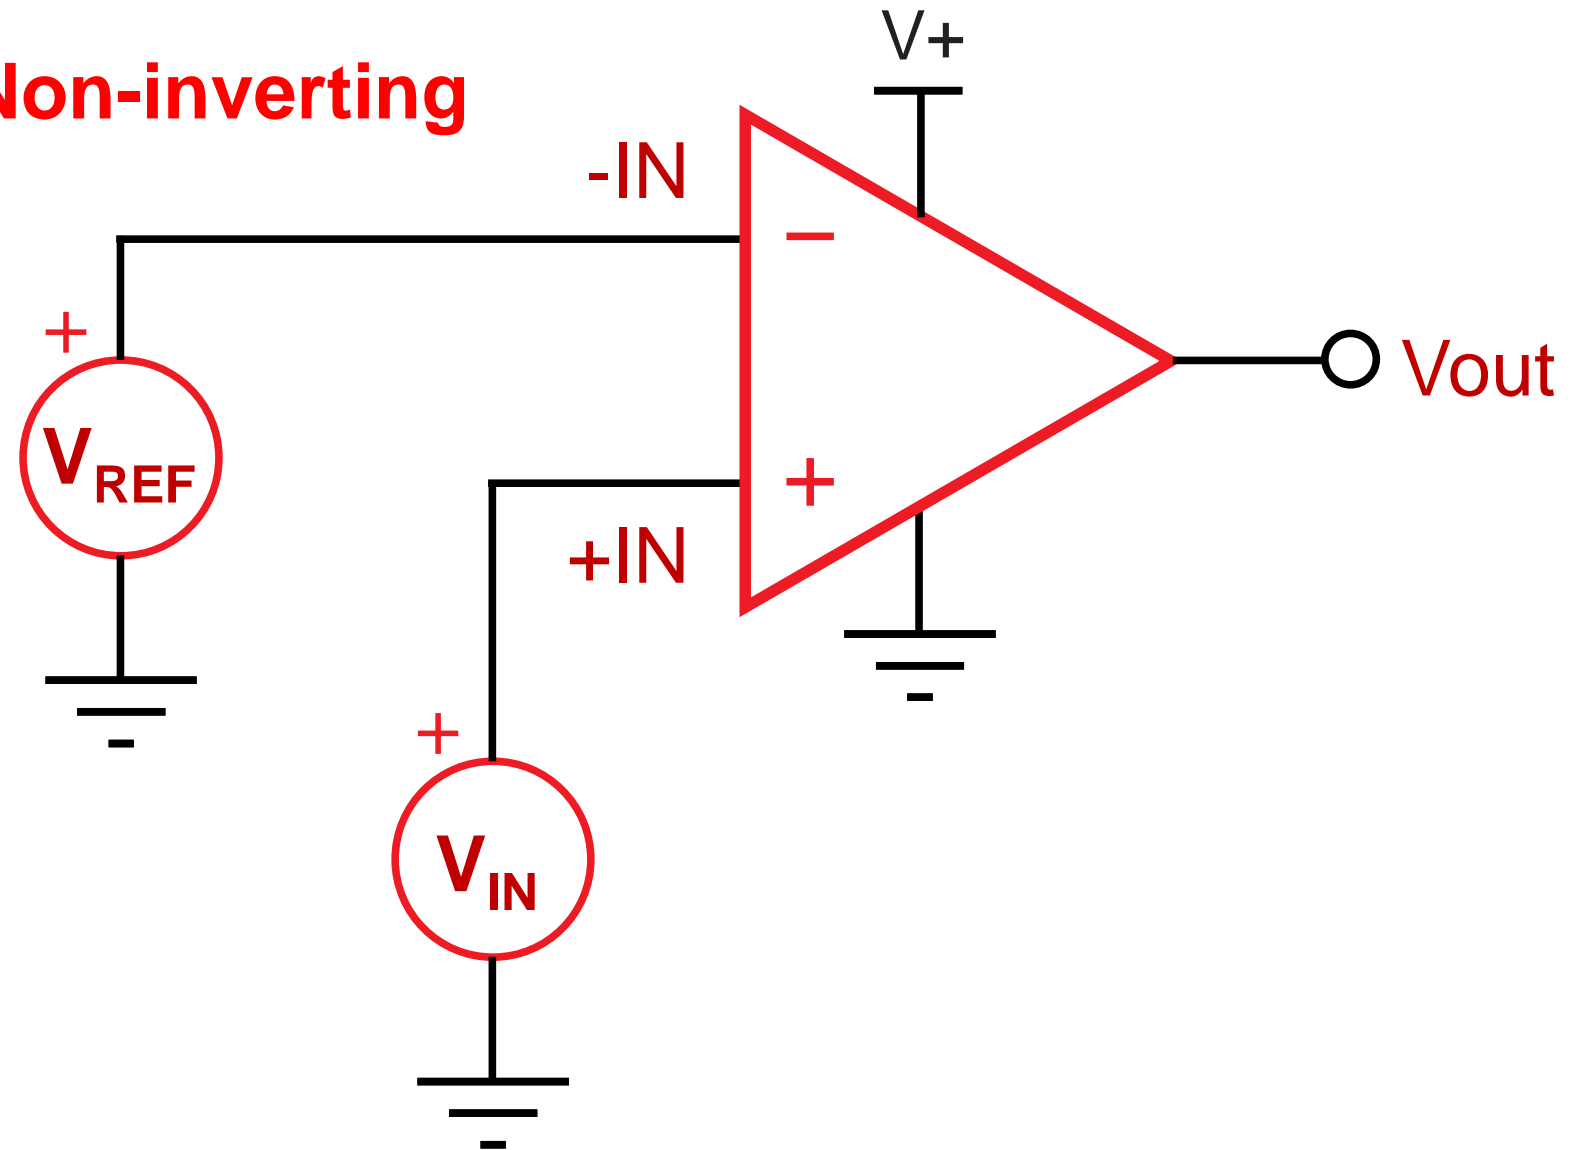 V+
Non-inverting
-IN
−
+
Vout
VREF
+
+IN
+
VIN